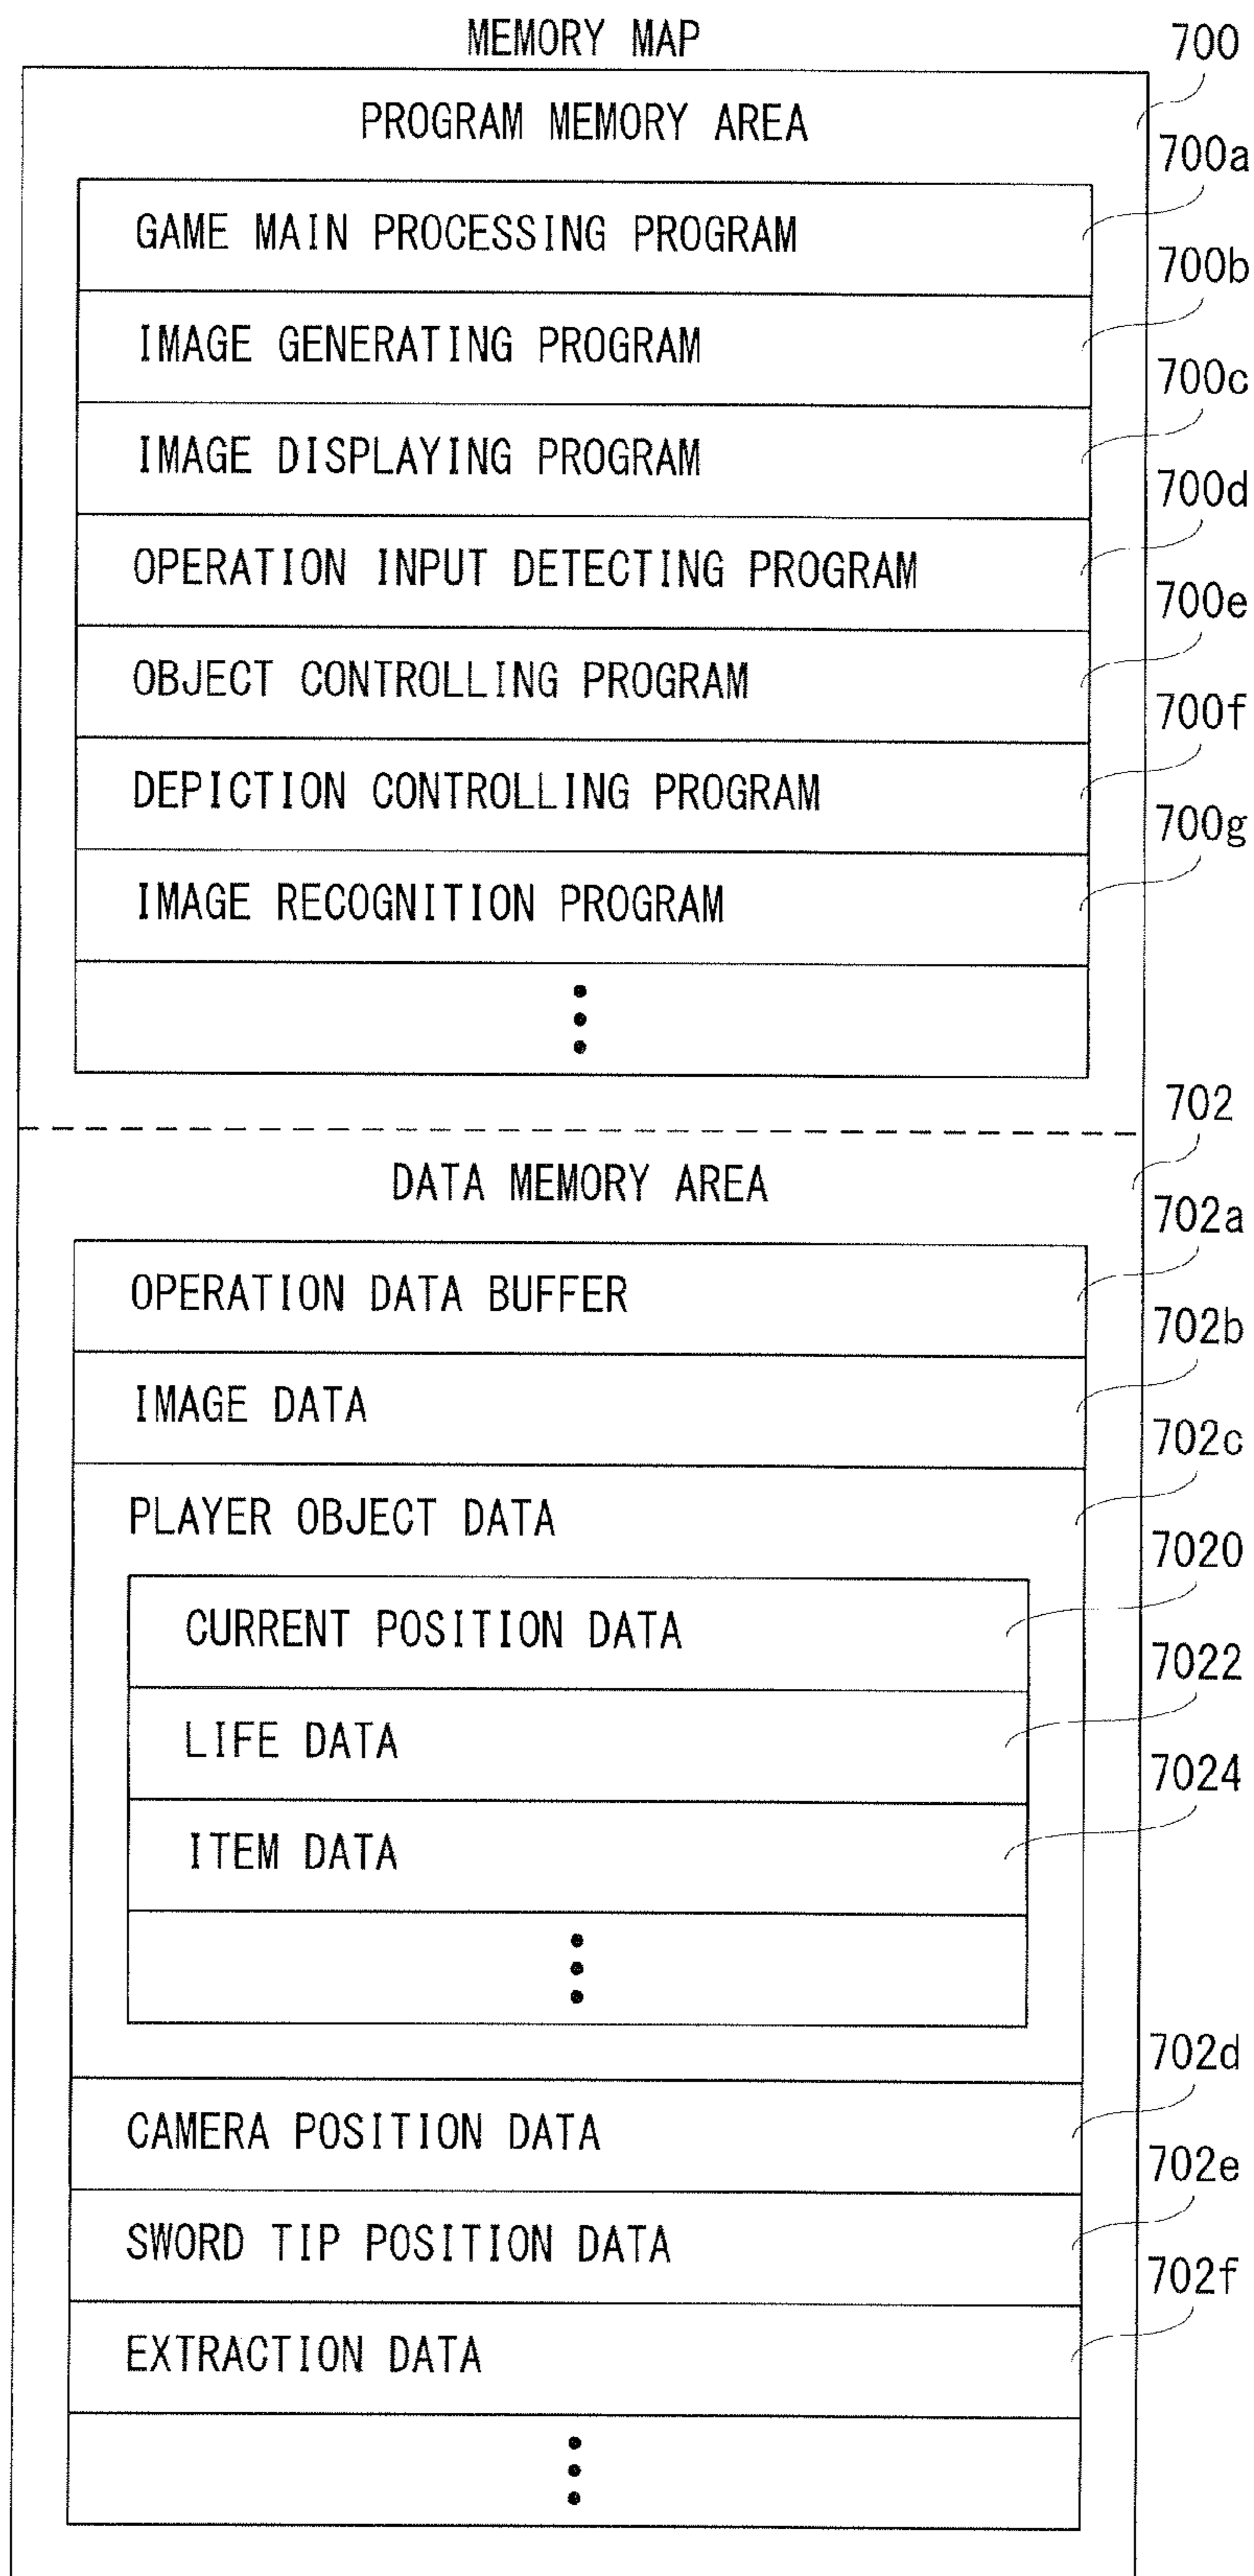 MEMORY MAP
700
PROGRAM MEMORY AREA
700a
GAME MAIN PROCESSING PROGRAM
700b
IMAGE GENERATING PROGRAM
700c
IMAGE DISPLAYING PROGRAM
700d
OPERATION INPUT DETECTING PROGRAM
700e
OBJECT CONTROLLING PROGRAM
700f
DEPICTION CONTROLLING PROGRAM
700g
IMAGE RECOGNITION PROGRAM
702
DATA MEMORY AREA
702a
OPERATION DATA BUFFER
702b
IMAGE DATA
702c
PLAYER OBJECT DATA
7020
CURRENT POSITION DATA
7022
LIFE DATA
7024
ITEM DATA
702d
CAMERA POSITION DATA
702e
SWORD TIP POSITION DATA
702f
EXTRACTION DATA